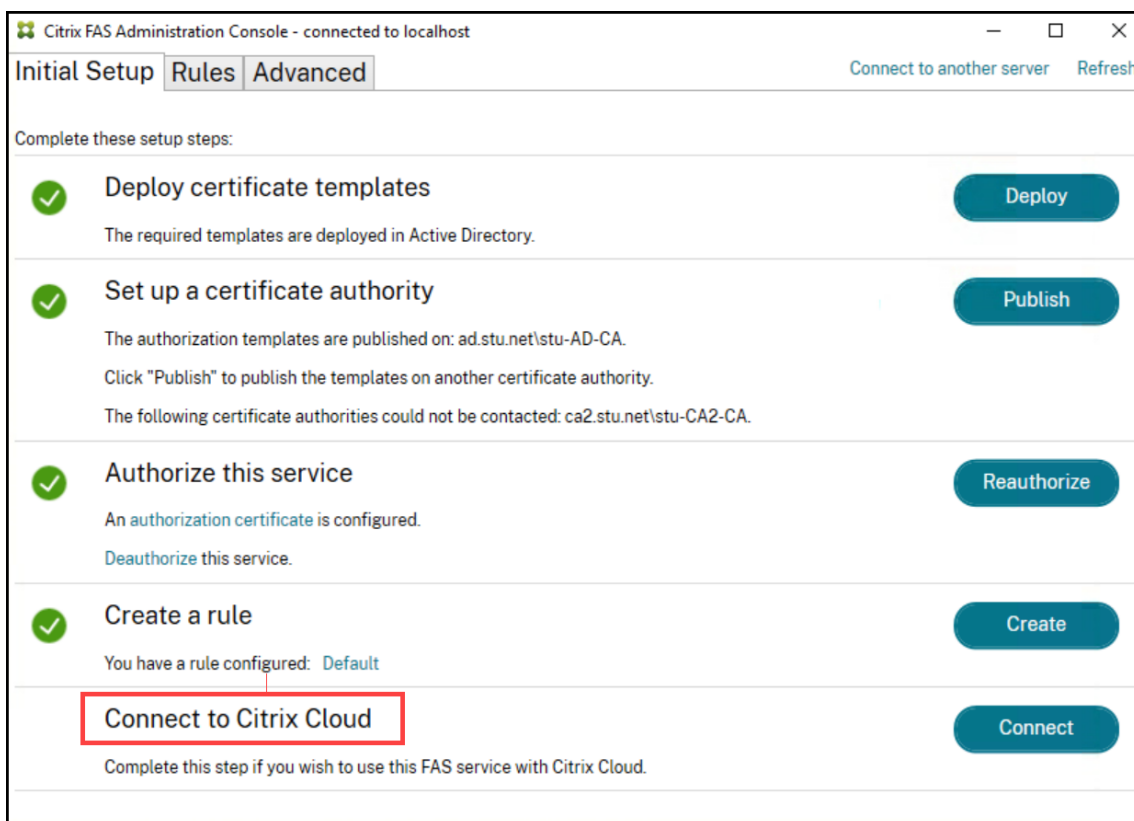 Citrix FAS Administration Console - connected to localhost
Initial Setup Rules Advanced Connect to another server Refresh
Complete these setup steps:
Deploy certificate templates Deploy
The required templates are deployed in Active Directory.
Set up a certificate authority Publish
The authorization templates are published on: ad.stu.net\stu-AD-CA.
Click "Publish" to publish the templates on another certificate authority.
The following certificate authorities could not be contacted: ca2.stu.net\stu-CA2-CA.
Authorize this service Reauthorize
An authorization certificate is configured.
Deauthorize this service.
Create a rule Create
You have a rule configured: Default
Connect to Citrix Cloud Connect
Complete this step if you wish to use this FAS service with Citrix Cloud.